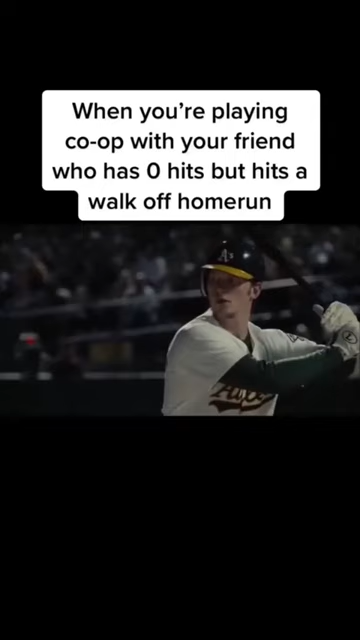 When you’re playing
co-op with your friend
who has 0 hits but hits a
walk off homerun
A's